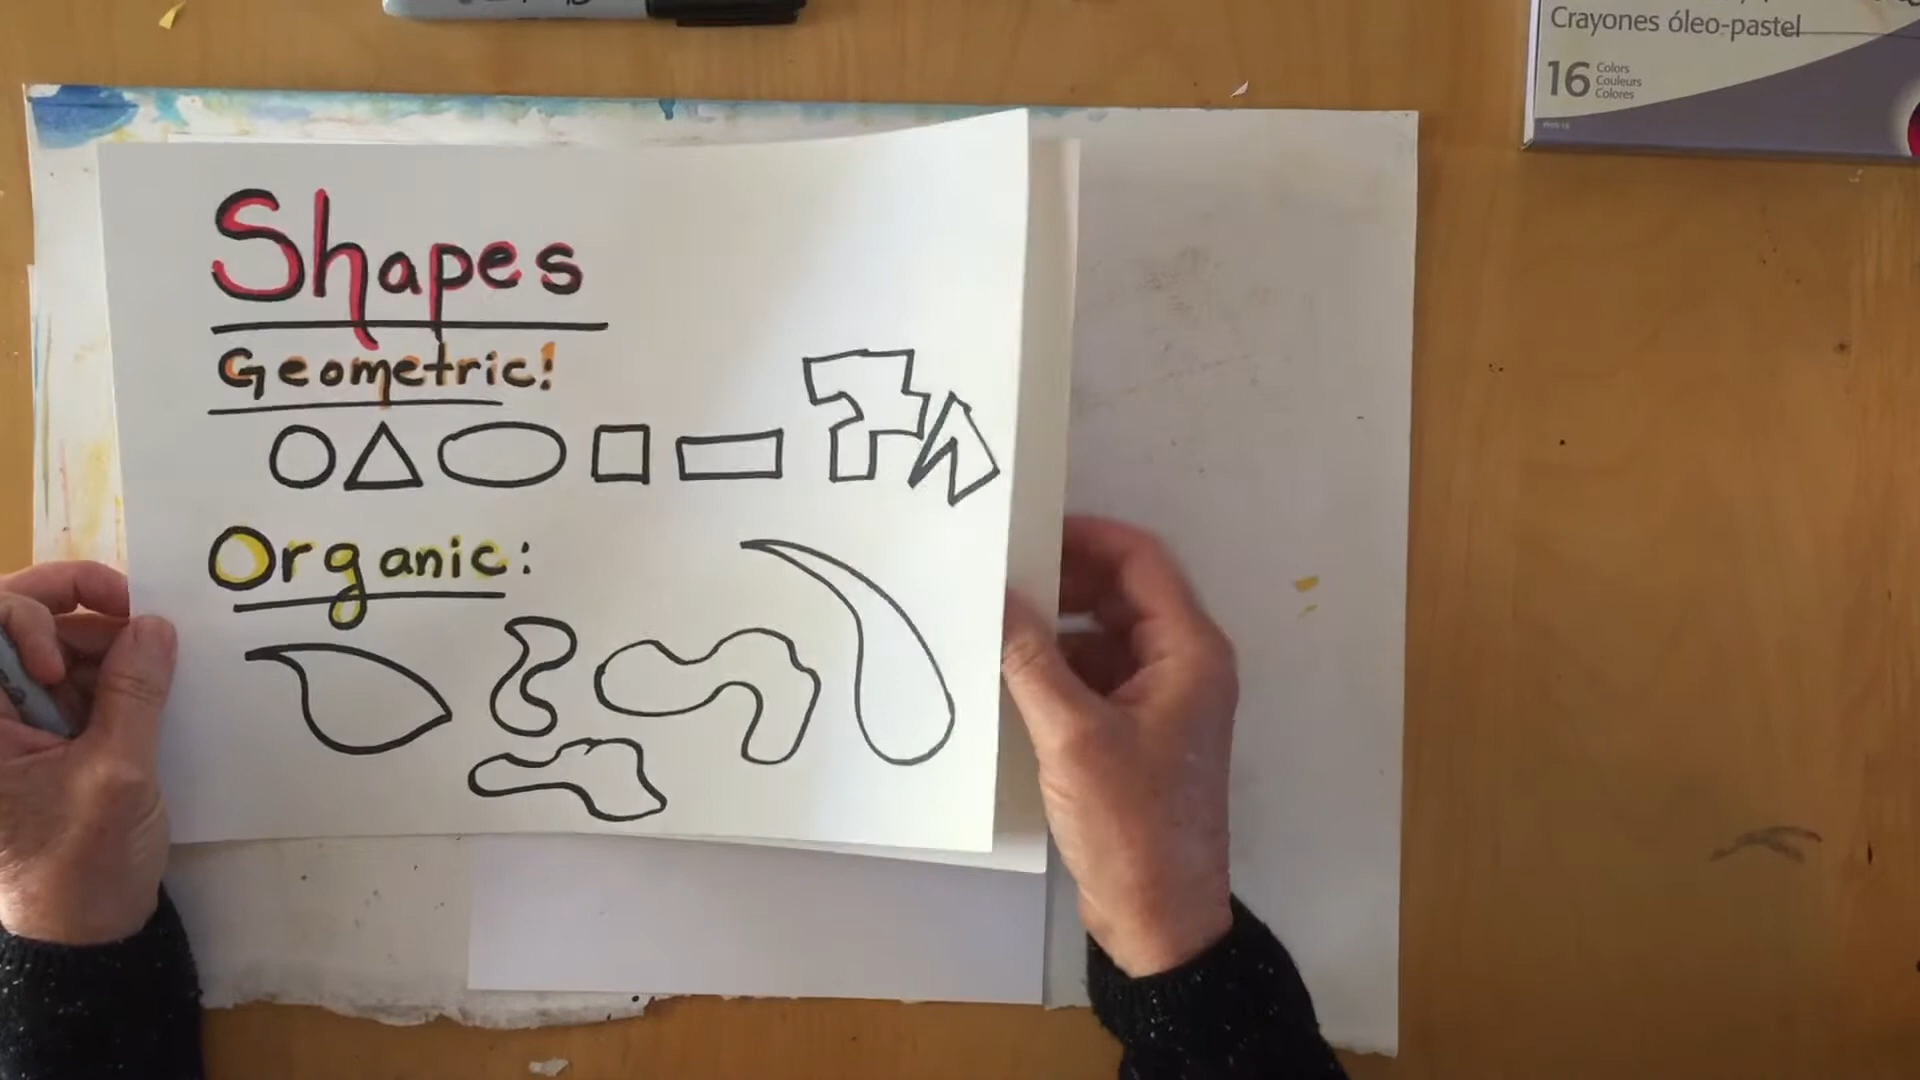 Crayones óleo-pastel
16 Colors
Couleurs
Colores
Shapes
Geometric!
Organic: